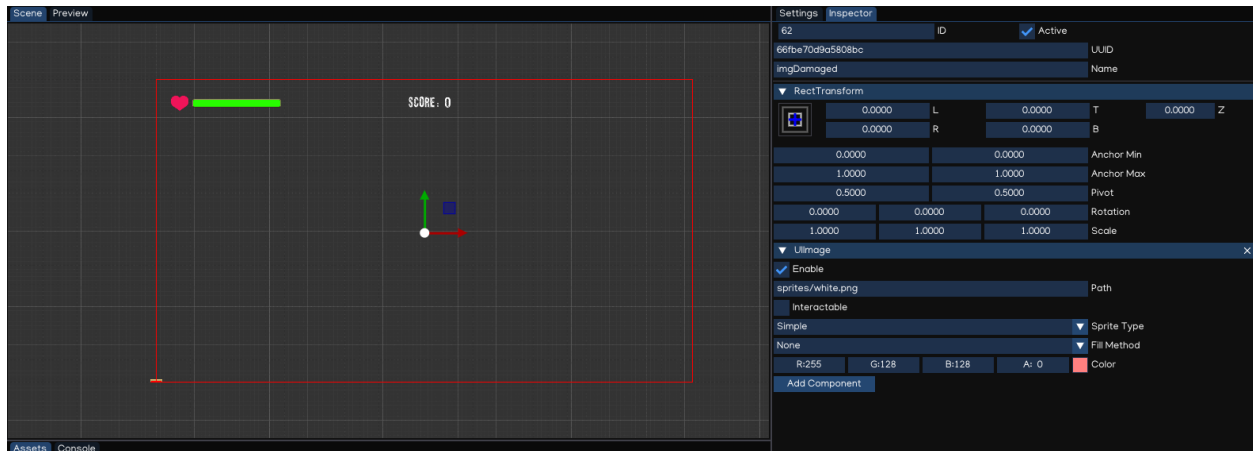 Scene Preview
SCORE: 0
Assets Console
Settings Inspector
62 ID Active
66fbe70d9a5808bc UUID
imgDamaged Name
RectTransform
0.0000 L 0.0000 T 0.0000 Z
0.0000 R 0.0000 B
0.0000 0.0000 Anchor Min
1.0000 1.0000 Anchor Max
0.5000 0.5000 Pivot
0.0000 0.0000 0.0000 Rotation
1.0000 1.0000 1.0000 Scale
UIImage
Enable
sprites/white.png Path
Interactable
Simple Sprite Type
None Fill Method
R:255 G:128 B:128 A: 0 Color
Add Component